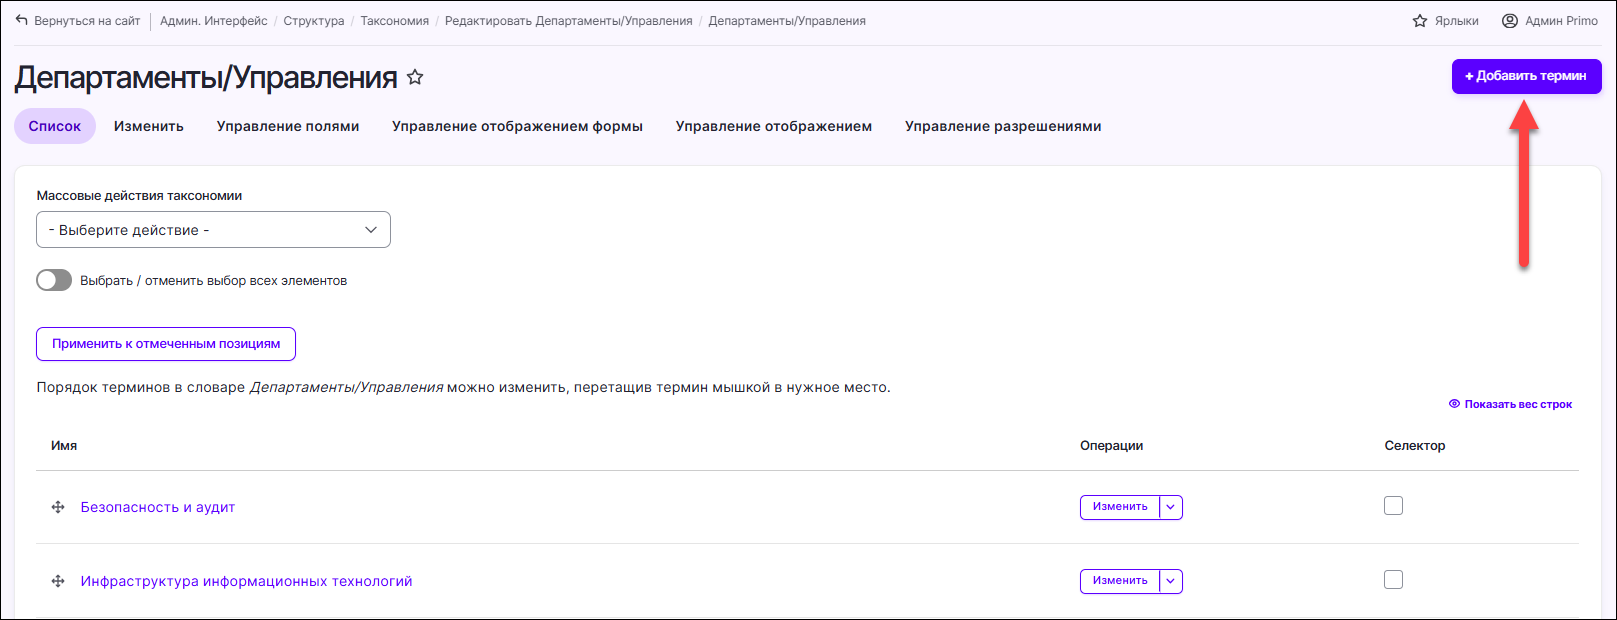 Вернуться на сайт Админ. Интерфейс / Структура / Таксономия / Редактировать Департаменты/Управления / Департаменты/Управления Ярлыки Админ Primo
Департаменты/Управления + Добавить термин
Список Изменить Управление полями Управление отображением формы Управление отображением Управление разрешениями
Массовые действия таксономии
- Выберите действие -
Выбрать / отменить выбор всех элементов
Применить к отмеченным позициям
Порядок терминов в словаре Департаменты/Управления можно изменить, перетащив термин мышкой в нужное место.
Показать вес строк
Имя Операции Селектор
Безопасность и аудит Изменить
Инфраструктура информационных технологий Изменить